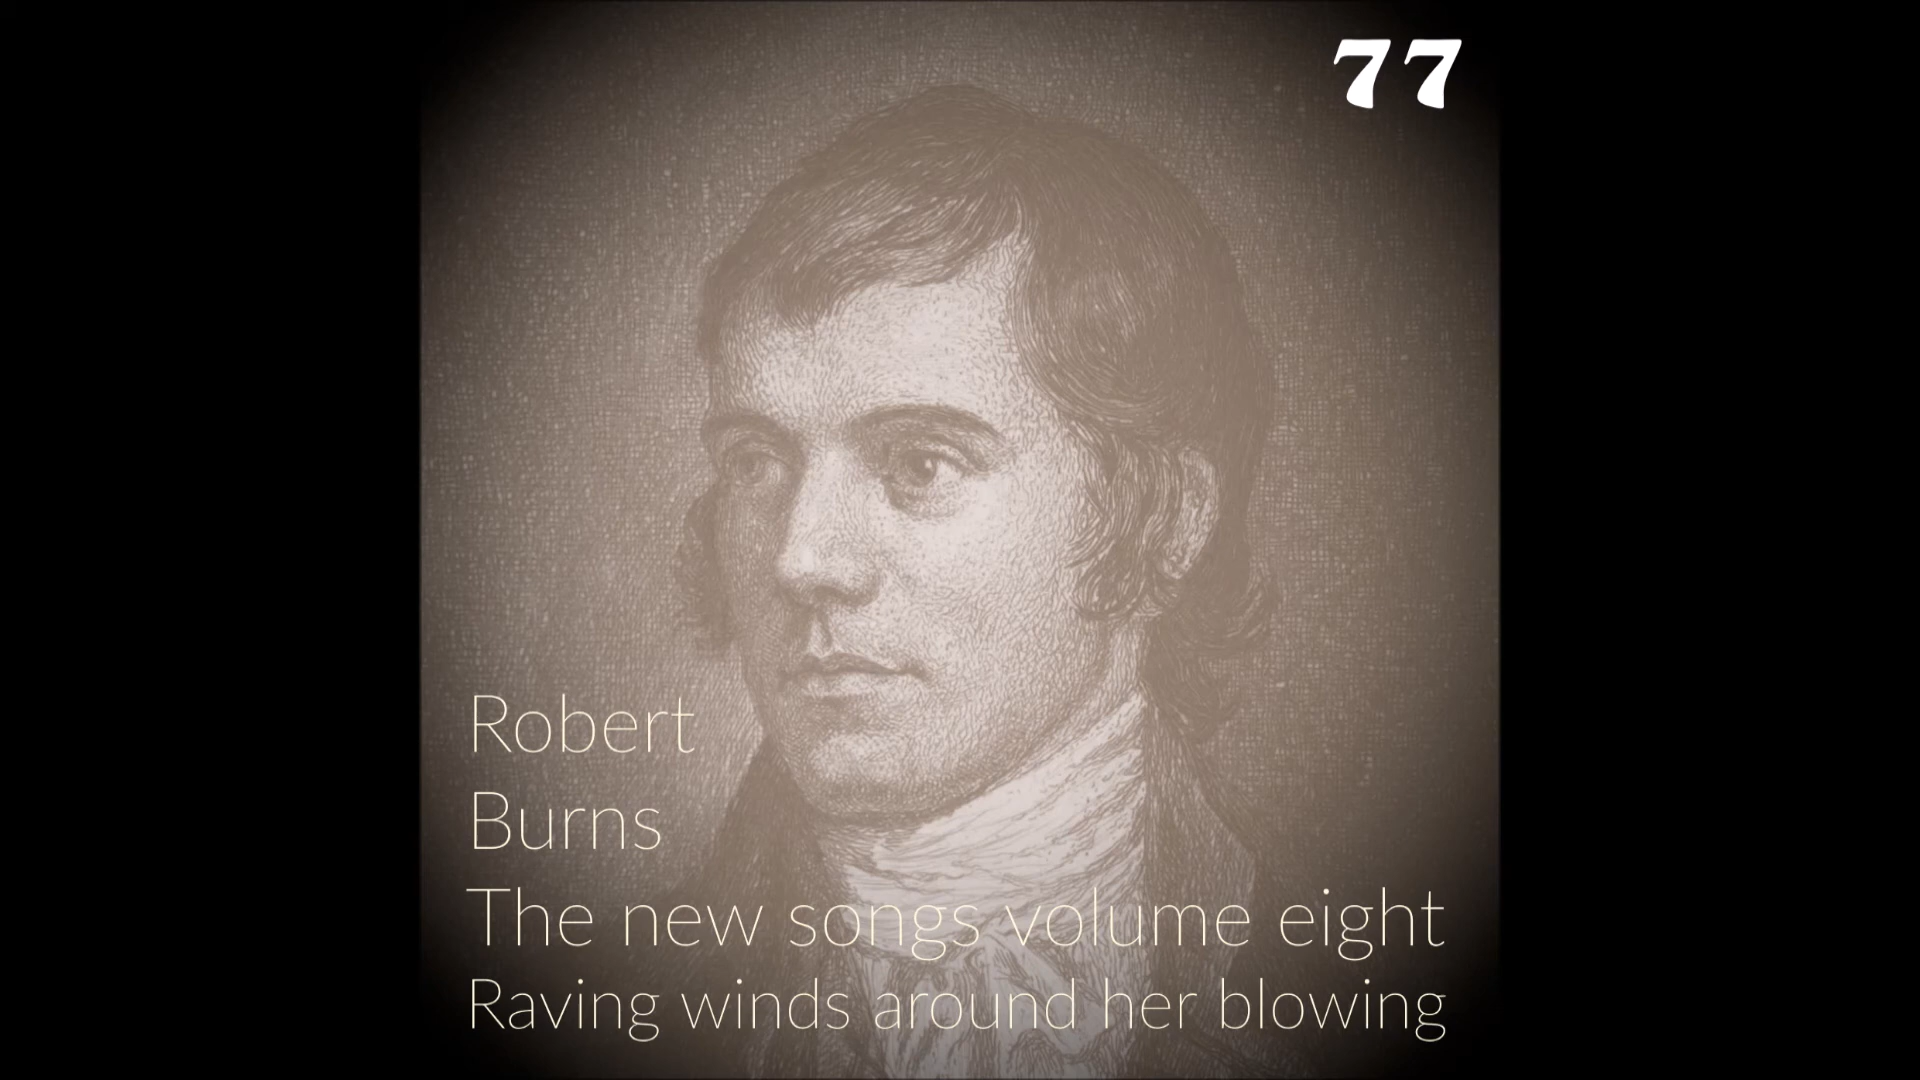 77
Robert
Burns
The new songs volume eight
Raving winds around her blowing